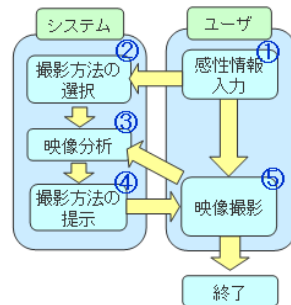 システム
ユーザ
①
感性情報
入力
②
撮影方法の
選択
③
映像分析
④
撮影方法の
提示
⑤
映像撮影
終了